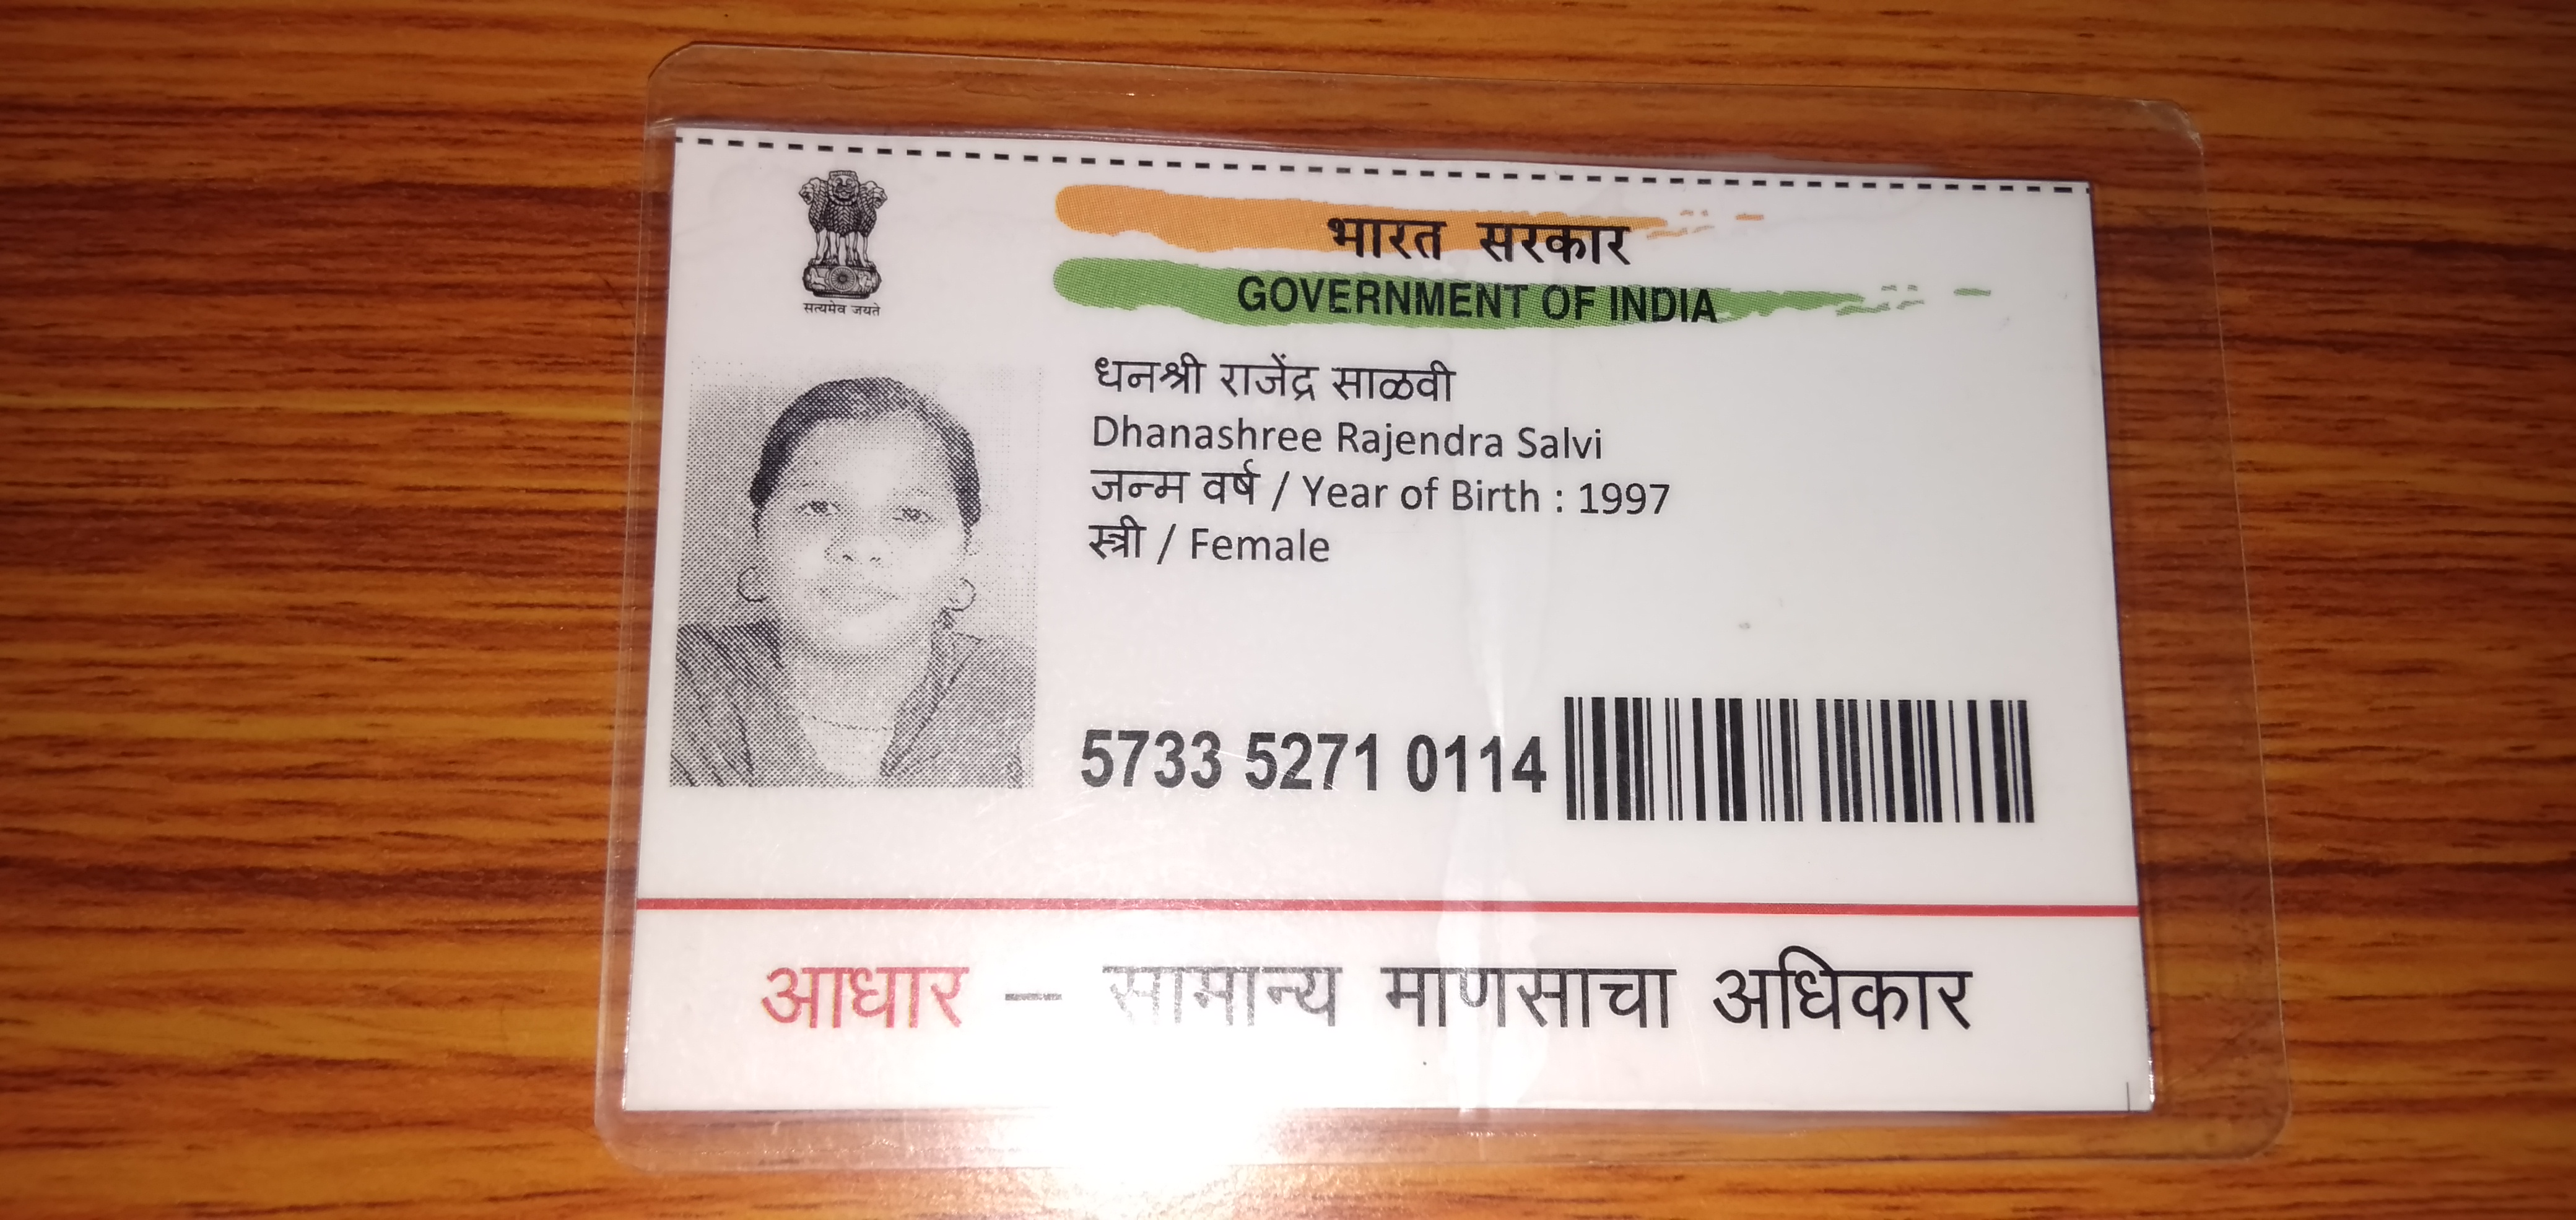 सत्यमेव जयते
भारत सरकार
GOVERNMENT OF INDIA
धनश्री राजेंद्र साळवी
Dhanashree Rajendra Salvi
जन्म वर्ष / Year of Birth : 1997
स्त्री / Female
5733 5271 0114
आधार – सामान्य माणसाचा अधिकार